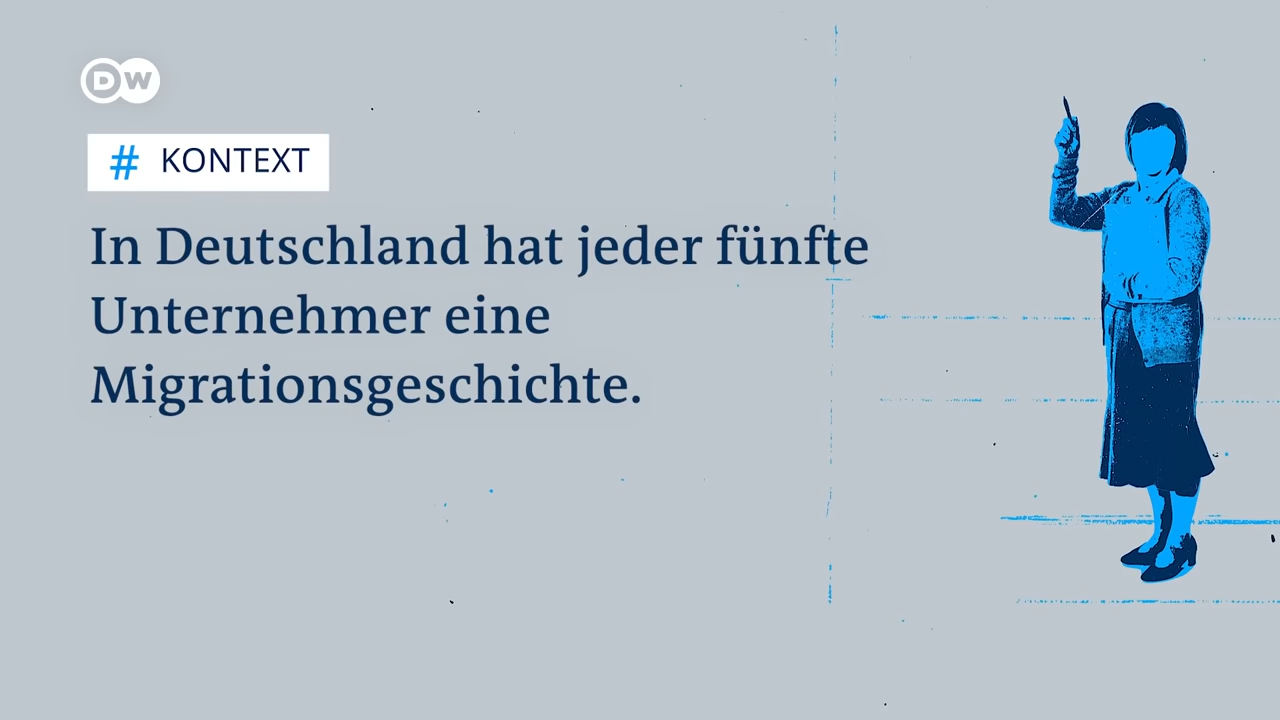 DW
# KONTEXT
In Deutschland hat jeder fünfte
Unternehmer eine
Migrationsgeschichte.